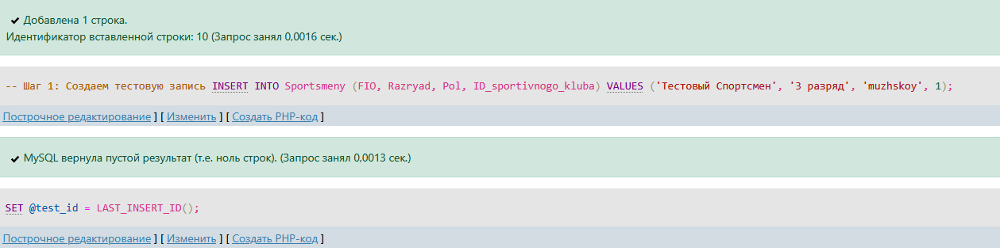 Добавлена 1 строка.
Идентификатор вставленной строки: 10 (Запрос занял 0,0016 сек.)
-- Шаг 1: Создаем тестовую запись INSERT INTO Sportsmeny (FIO, Razryad, Pol, ID_sportivnogo_kluba) VALUES ('Тестовый Спортсмен', '3 разряд', 'muzhskoy', 1);
Построчное редактирование ] [ Изменить ] [ Создать PHP-код ]
MySQL вернула пустой результат (т.е. ноль строк). (Запрос занял 0,0013 сек.)
SET @test_id = LAST_INSERT_ID();
Построчное редактирование ] [ Изменить ] [ Создать PHP-код ]